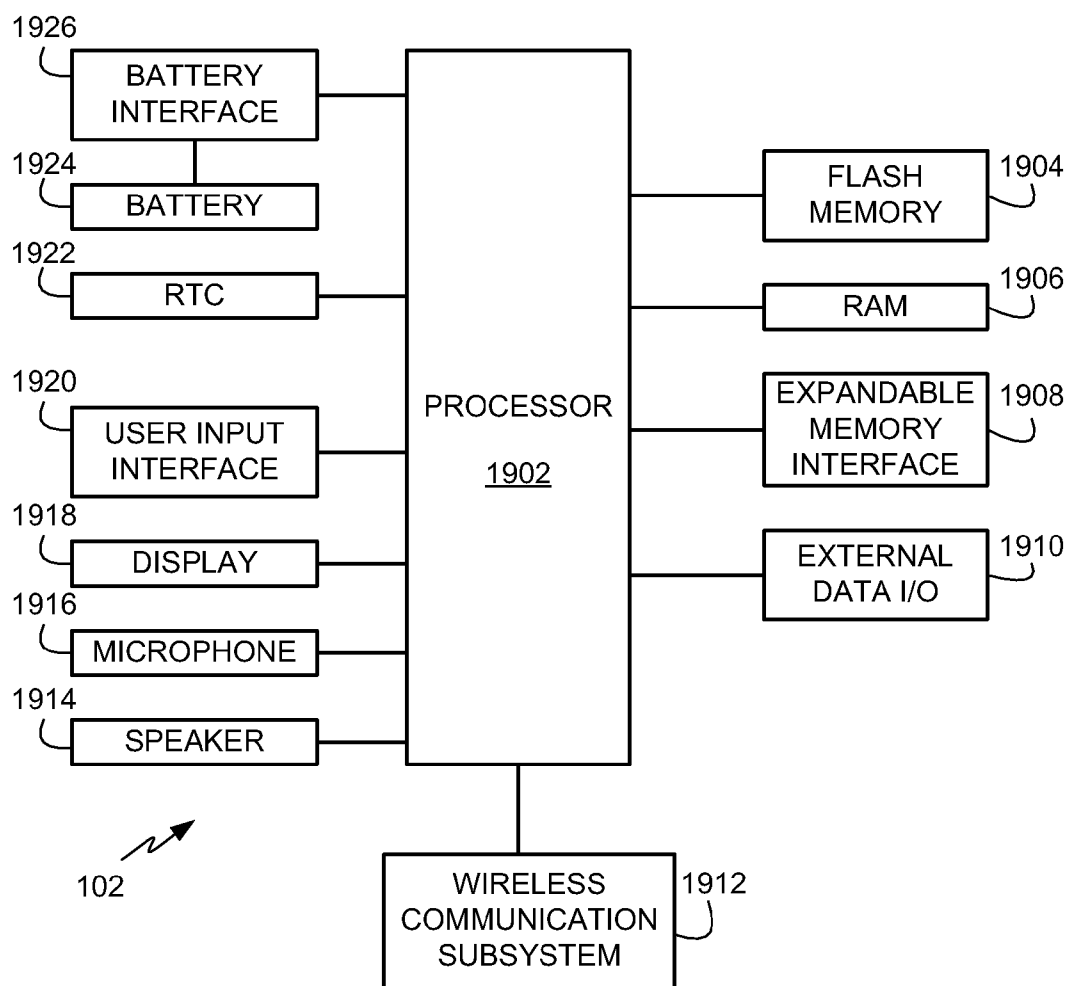 1926
BATTERY
INTERFACE
1924
BATTERY
1922
RTC
1920
USER INPUT
INTERFACE
1918
DISPLAY
1916
MICROPHONE
1914
SPEAKER
102
PROCESSOR
1902
FLASH
MEMORY
1904
RAM
1906
EXPANDABLE
MEMORY
INTERFACE
1908
EXTERNAL
DATA I/O
1910
WIRELESS
COMMUNICATION
SUBSYSTEM
1912